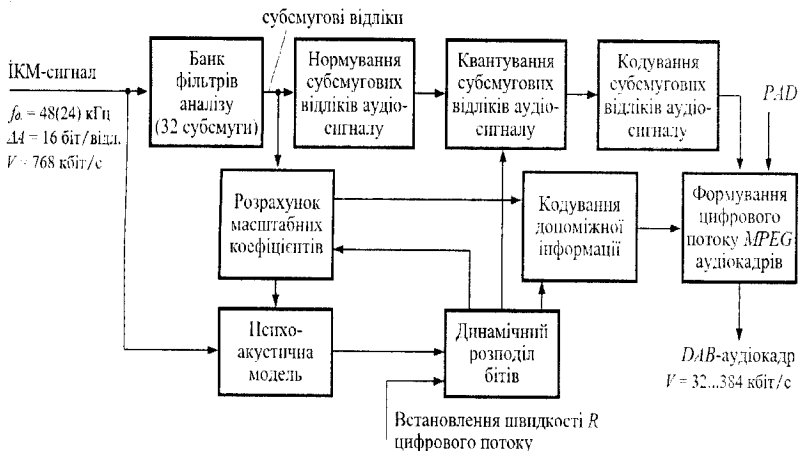 субсмугові відліки
ІКМ-сигнал
fд. = 48(24) кГц
ΔA = 16 біт/відл.
V = 768 кбіт/с
Банк
фільтрів
аналізу
(32 субсмуги)
Нормування
субсмугових
відліків аудіо-
сигналу
Квантування
субсмугових
відліків аудіо-
сигналу
Кодування
субсмугових
відліків аудіо-
сигналу
PAD
Розрахунок
масштабних
коефіцієнтів
Кодування
допоміжної
інформації
Формування
цифрового
потоку MPEG
аудіокадрів
Психо-
акустична
модель
Динамічний
розподіл
бітів
DAB-аудіокадр
V = 32...384 кбіт/с
Встановлення швидкості R
цифрового потоку